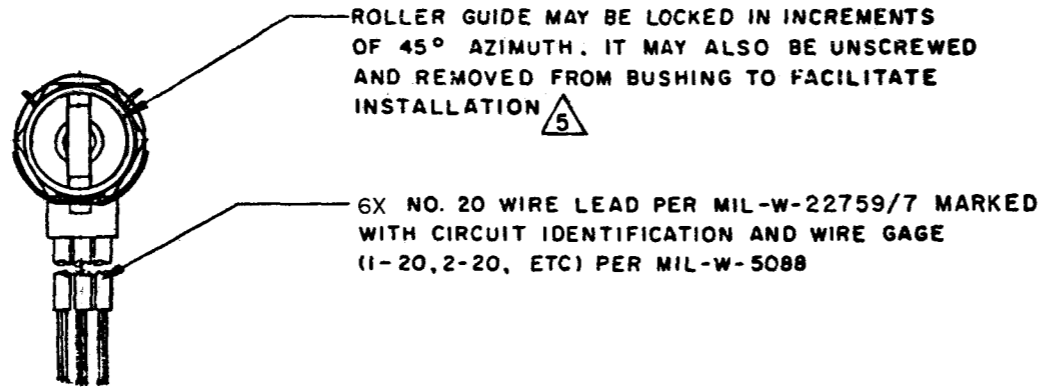 ROLLER GUIDE MAY BE LOCKED IN INCREMENTS
OF 45° AZIMUTH. IT MAY ALSO BE UNSCREWED
AND REMOVED FROM BUSHING TO FACILITATE
INSTALLATION 5
6X NO. 20 WIRE LEAD PER MIL-W-22759/7 MARKED
WITH CIRCUIT IDENTIFICATION AND WIRE GAGE
(1-20,2-20, ETC) PER MIL-W-5088